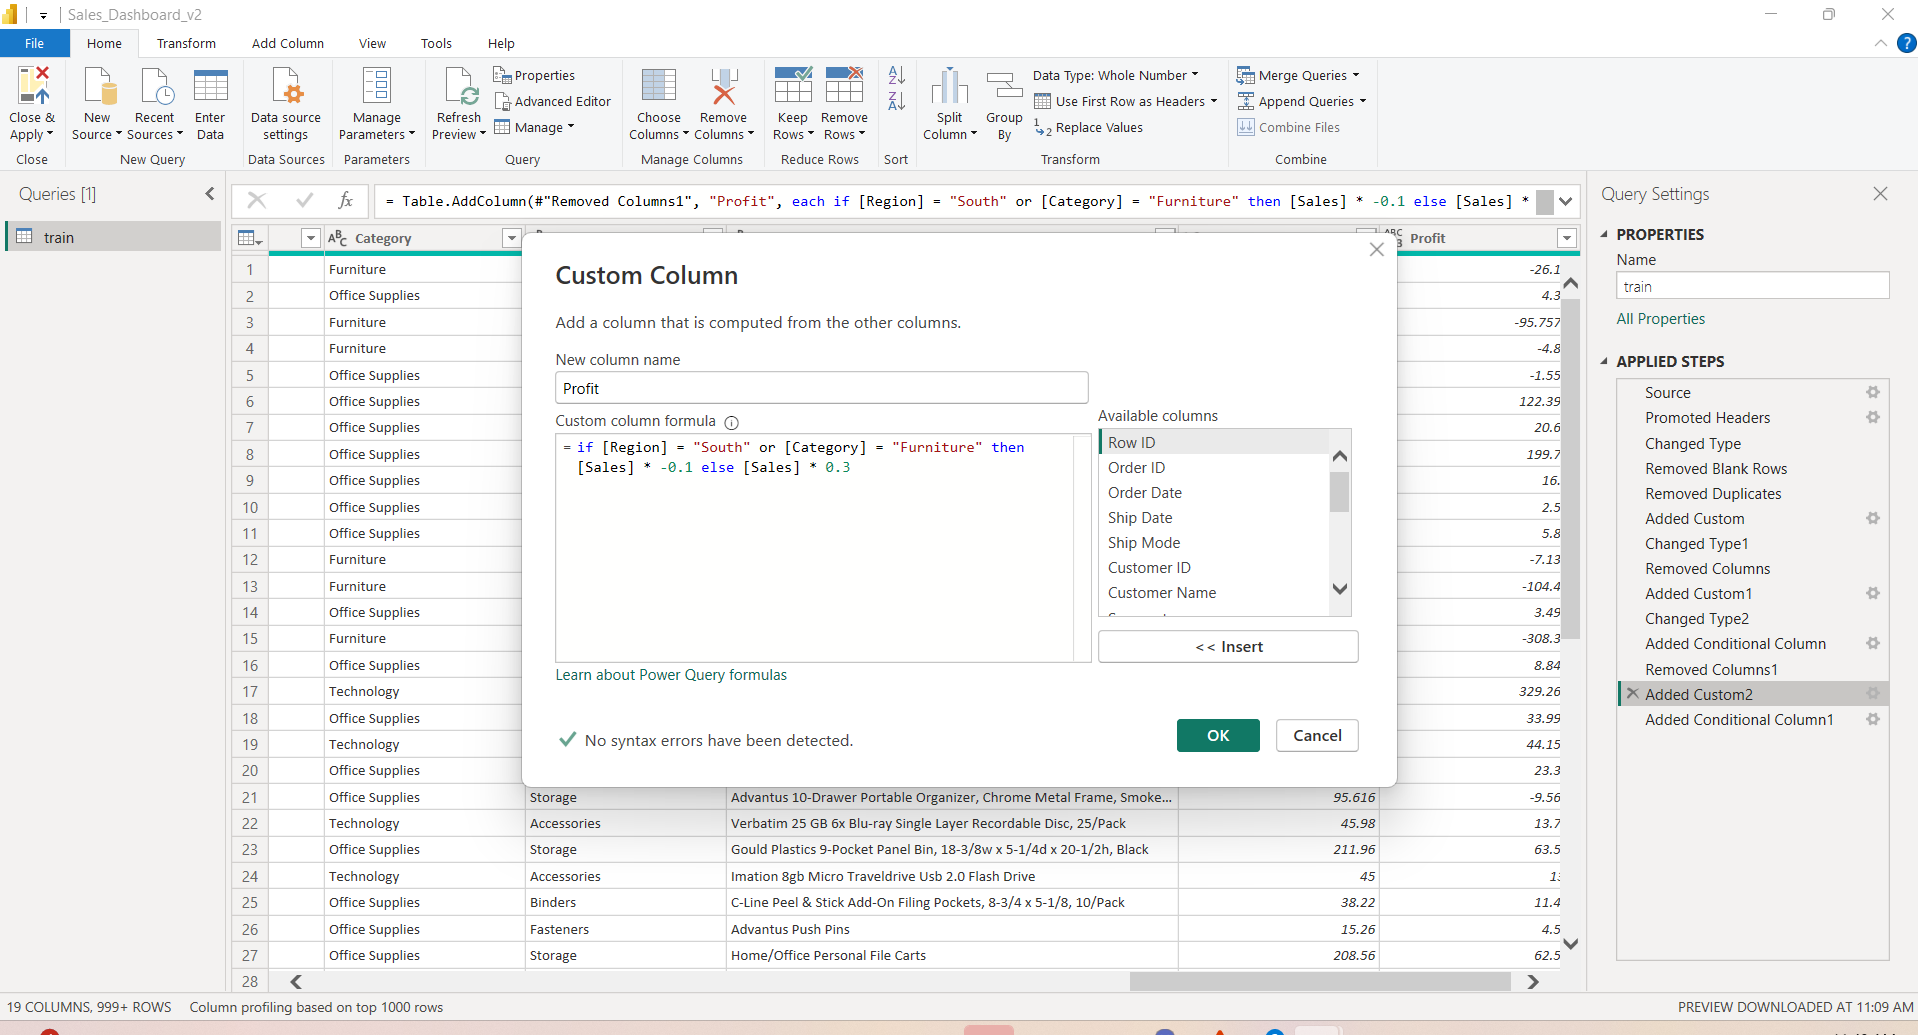 Sales_Dashboard_v2
File Home Transform Add Column View Tools Help
Close & Apply
New Source
Recent Sources
Enter Data
Data source settings
Manage Parameters
Refresh Preview
Properties
Advanced Editor
Manage
Choose Columns
Remove Columns
Keep Rows
Remove Rows
Split Column
Group By
Data Type: Whole Number
Use First Row as Headers
Replace Values
Merge Queries
Append Queries
Combine Files
Close New Query Data Sources Parameters Query Manage Columns Reduce Rows Sort Transform Combine
Queries [1]
train
fx
= Table.AddColumn(#"Removed Columns1", "Profit", each if [Region] = "South" or [Category] = "Furniture" then [Sales] * -0.1 else [Sales] *
Category Profit
1 Furniture -26.1
2 Office Supplies 4.3
3 Furniture -95.757
4 Furniture -4.8
5 Office Supplies -1.55
6 Office Supplies 122.39
7 Office Supplies 20.6
8 Office Supplies 199.7
9 Office Supplies 16.
10 Office Supplies 2.5
11 Office Supplies 5.8
12 Furniture -7.13
13 Furniture -104.4
14 Office Supplies 3.49
15 Furniture -308.3
16 Office Supplies 8.84
17 Technology 329.26
18 Office Supplies 33.99
19 Technology 44.15
20 Office Supplies 23.3
21 Office Supplies Storage Advantus 10-Drawer Portable Organizer, Chrome Metal Frame, Smoke... 95.616 -9.56
22 Technology Accessories Verbatim 25 GB 6x Blu-ray Single Layer Recordable Disc, 25/Pack 45.98 13.7
23 Office Supplies Storage Gould Plastics 9-Pocket Panel Bin, 18-3/8w x 5-1/4d x 20-1/2h, Black 211.96 63.5
24 Technology Accessories Imation 8gb Micro Traveldrive Usb 2.0 Flash Drive 45
25 Office Supplies Binders C-Line Peel & Stick Add-On Filing Pockets, 8-3/4 x 5-1/8, 10/Pack 38.22 11.4
26 Office Supplies Fasteners Advantus Push Pins 15.26 4.5
27 Office Supplies Storage Home/Office Personal File Carts 208.56 62.5
28
Custom Column
Add a column that is computed from the other columns.
New column name
Profit
Custom column formula
= if [Region] = "South" or [Category] = "Furniture" then
[Sales] * -0.1 else [Sales] * 0.3
Available columns
Row ID
Order ID
Order Date
Ship Date
Ship Mode
Customer ID
Customer Name
<< Insert
Learn about Power Query formulas
No syntax errors have been detected.
OK
Cancel
Query Settings
PROPERTIES
Name
train
All Properties
APPLIED STEPS
Source
Promoted Headers
Changed Type
Removed Blank Rows
Removed Duplicates
Added Custom
Changed Type1
Removed Columns
Added Custom1
Changed Type2
Added Conditional Column
Removed Columns1
Added Custom2
Added Conditional Column1
19 COLUMNS, 999+ ROWS Column profiling based on top 1000 rows
PREVIEW DOWNLOADED AT 11:09 AM